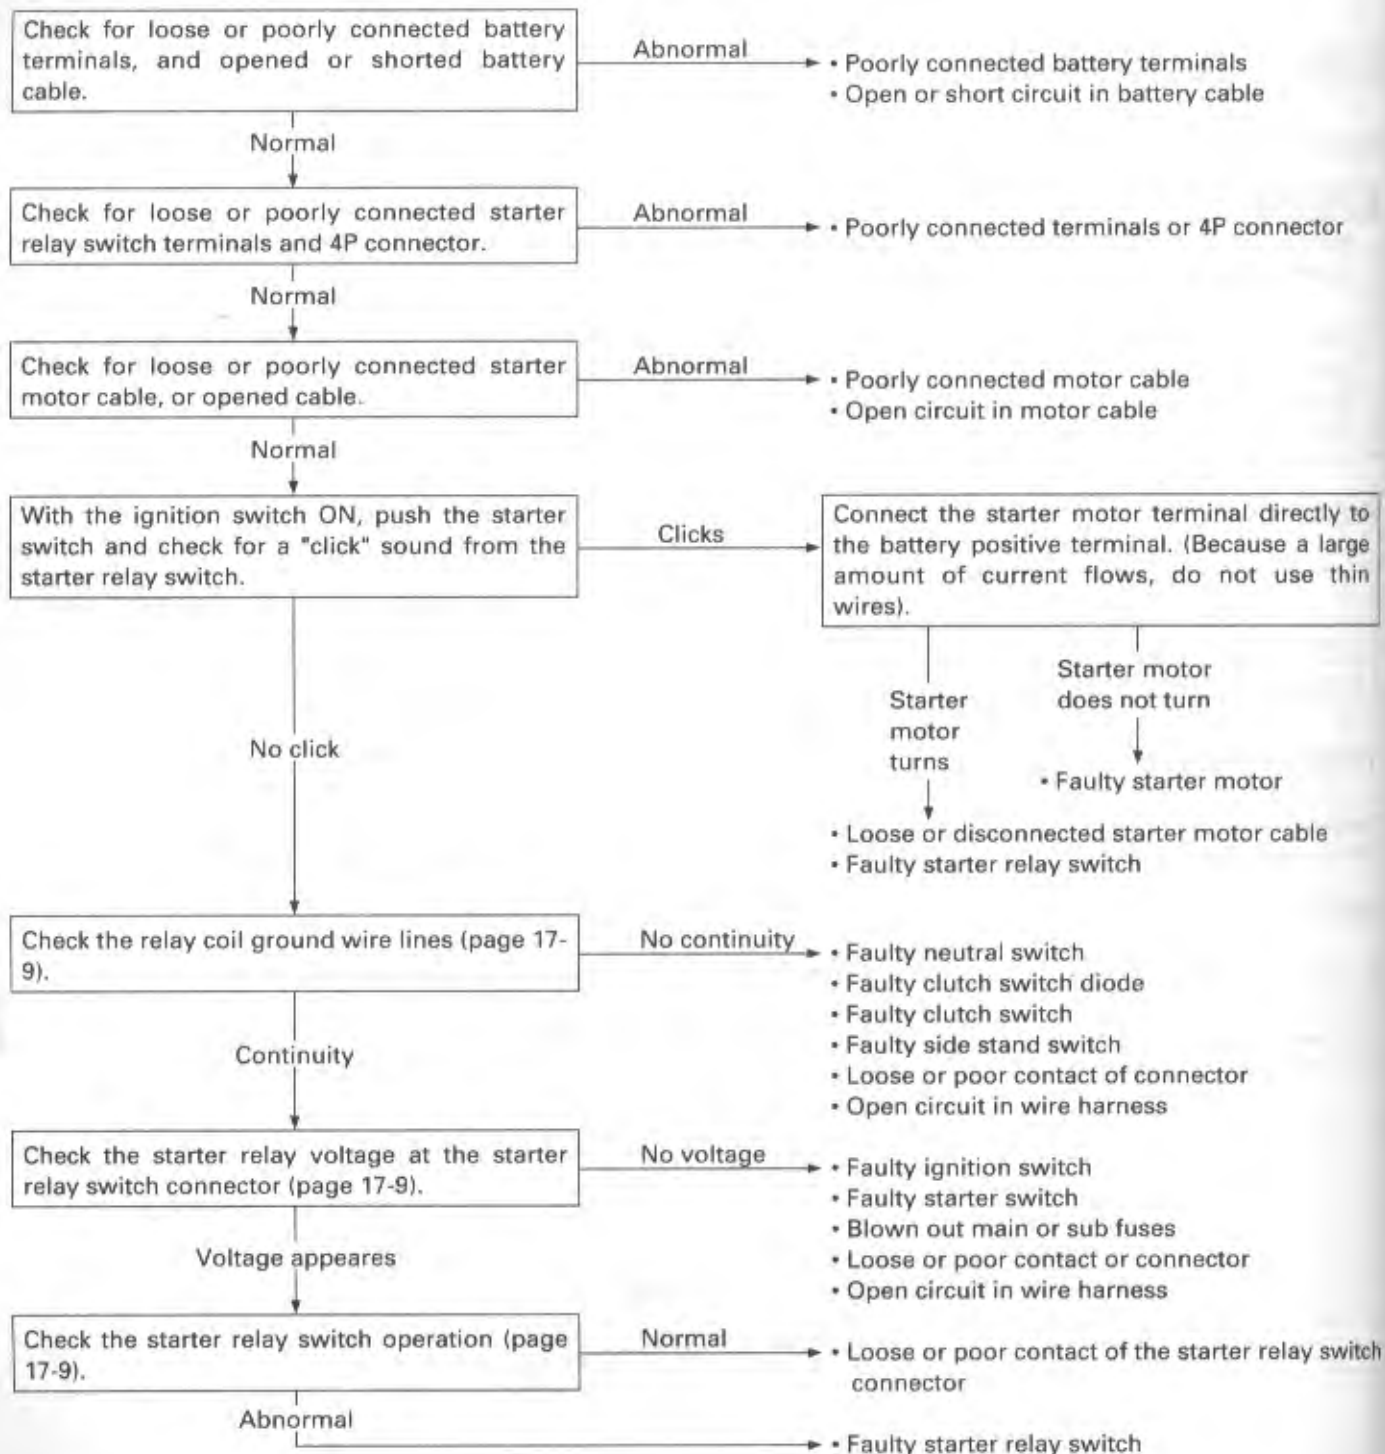 Check for loose or poorly connected battery
terminals, and opened or shorted battery
cable.
Abnormal
• Poorly connected battery terminals
• Open or short circuit in battery cable
Normal
Check for loose or poorly connected starter
relay switch terminals and 4P connector.
Abnormal
• Poorly connected terminals or 4P connector
Normal
Check for loose or poorly connected starter
motor cable, or opened cable.
Abnormal
• Poorly connected motor cable
• Open circuit in motor cable
Normal
With the ignition switch ON, push the starter
switch and check for a "click" sound from the
starter relay switch.
Clicks
Connect the starter motor terminal directly to
the battery positive terminal. (Because a large
amount of current flows, do not use thin
wires).
Starter
motor
turns
Starter motor
does not turn
• Faulty starter motor
• Loose or disconnected starter motor cable
• Faulty starter relay switch
No click
Check the relay coil ground wire lines (page 17-
9).
No continuity
• Faulty neutral switch
• Faulty clutch switch diode
• Faulty clutch switch
• Faulty side stand switch
• Loose or poor contact of connector
• Open circuit in wire harness
Continuity
Check the starter relay voltage at the starter
relay switch connector (page 17-9).
No voltage
• Faulty ignition switch
• Faulty starter switch
• Blown out main or sub fuses
• Loose or poor contact or connector
• Open circuit in wire harness
Voltage appeares
Check the starter relay switch operation (page
17-9).
Normal
• Loose or poor contact of the starter relay switch
connector
Abnormal
• Faulty starter relay switch